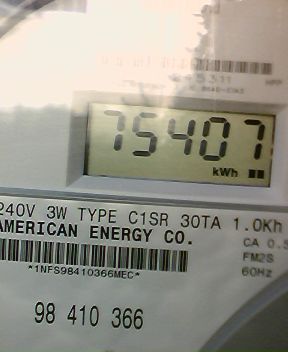 75407
kWh
240V 3W TYPE C1SR 30TA 1.0Kh
AMERICAN ENERGY CO.
CA 0.5
FM2S
60Hz
*1NFS98410366MEC*
98 410 366